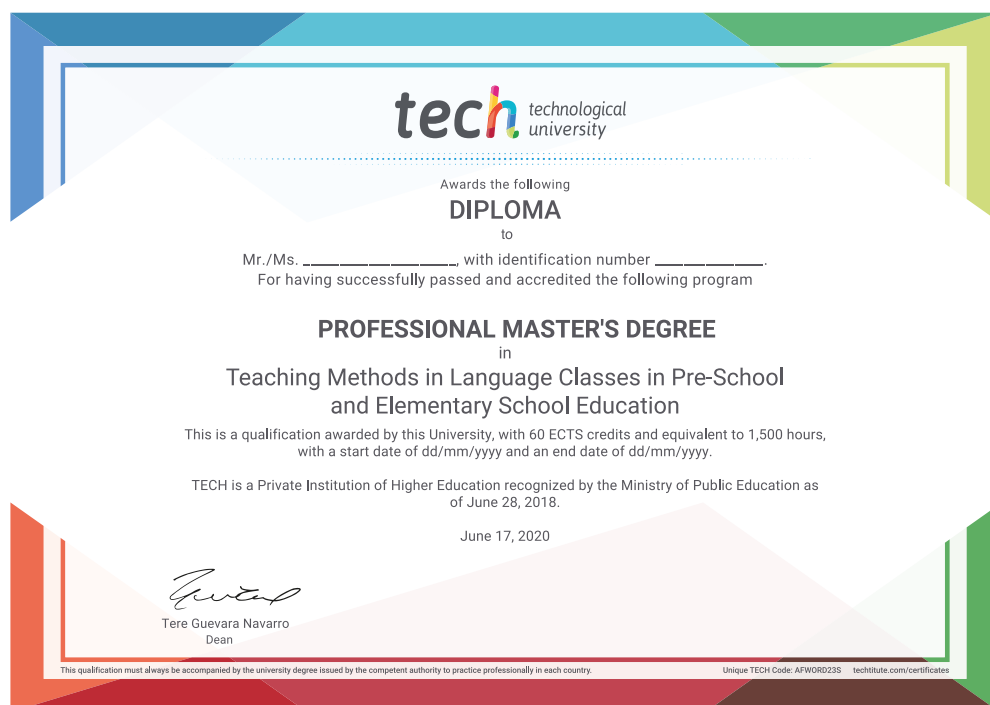 tech technological
university
Awards the following
DIPLOMA
to
Mr./Ms. ____________________, with identification number ______________.
For having successfully passed and accredited the following program
PROFESSIONAL MASTER'S DEGREE
in
Teaching Methods in Language Classes in Pre-School
and Elementary School Education
This is a qualification awarded by this University, with 60 ECTS credits and equivalent to 1,500 hours,
with a start date of dd/mm/yyyy and an end date of dd/mm/yyyy.
TECH is a Private Institution of Higher Education recognized by the Ministry of Public Education as
of June 28, 2018.
June 17, 2020
Tere Guevara Navarro
Dean
This qualification must always be accompanied by the university degree issued by the competent authority to practice professionally in each country.
Unique TECH Code: AFWORD23S techtitute.com/certificates